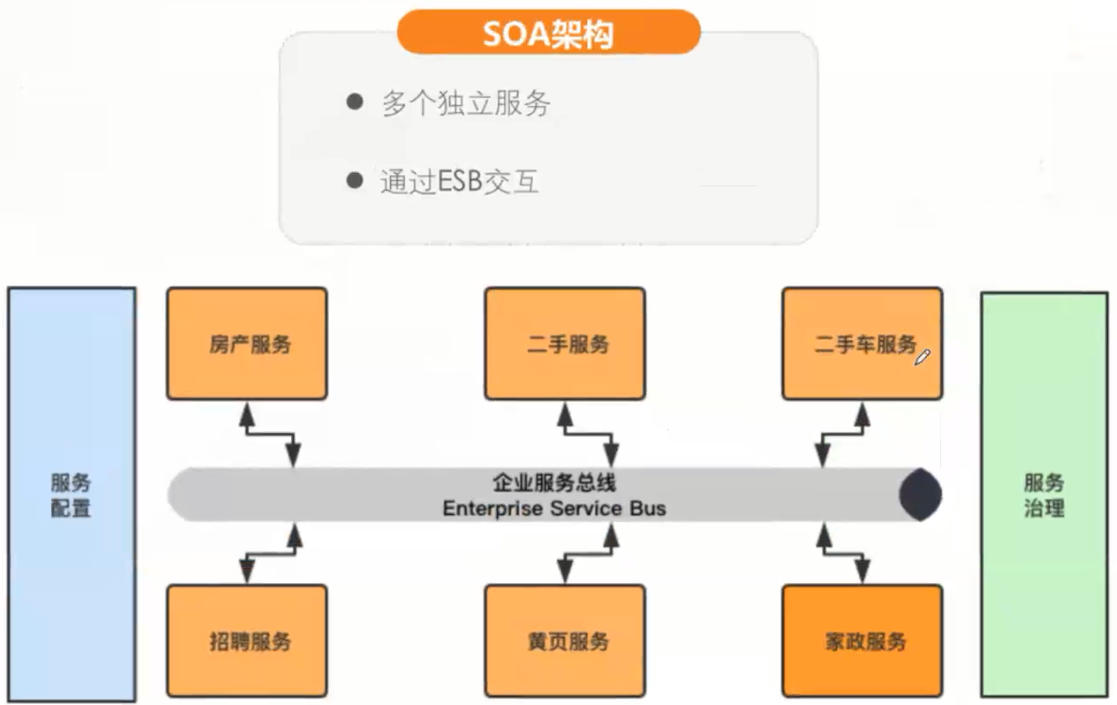 SOA架构
多个独立服务
通过ESB交互
房产服务
二手服务
二手车服务
服务
配置
企业服务总线
Enterprise Service Bus
服务
治理
招聘服务
黄页服务
家政服务